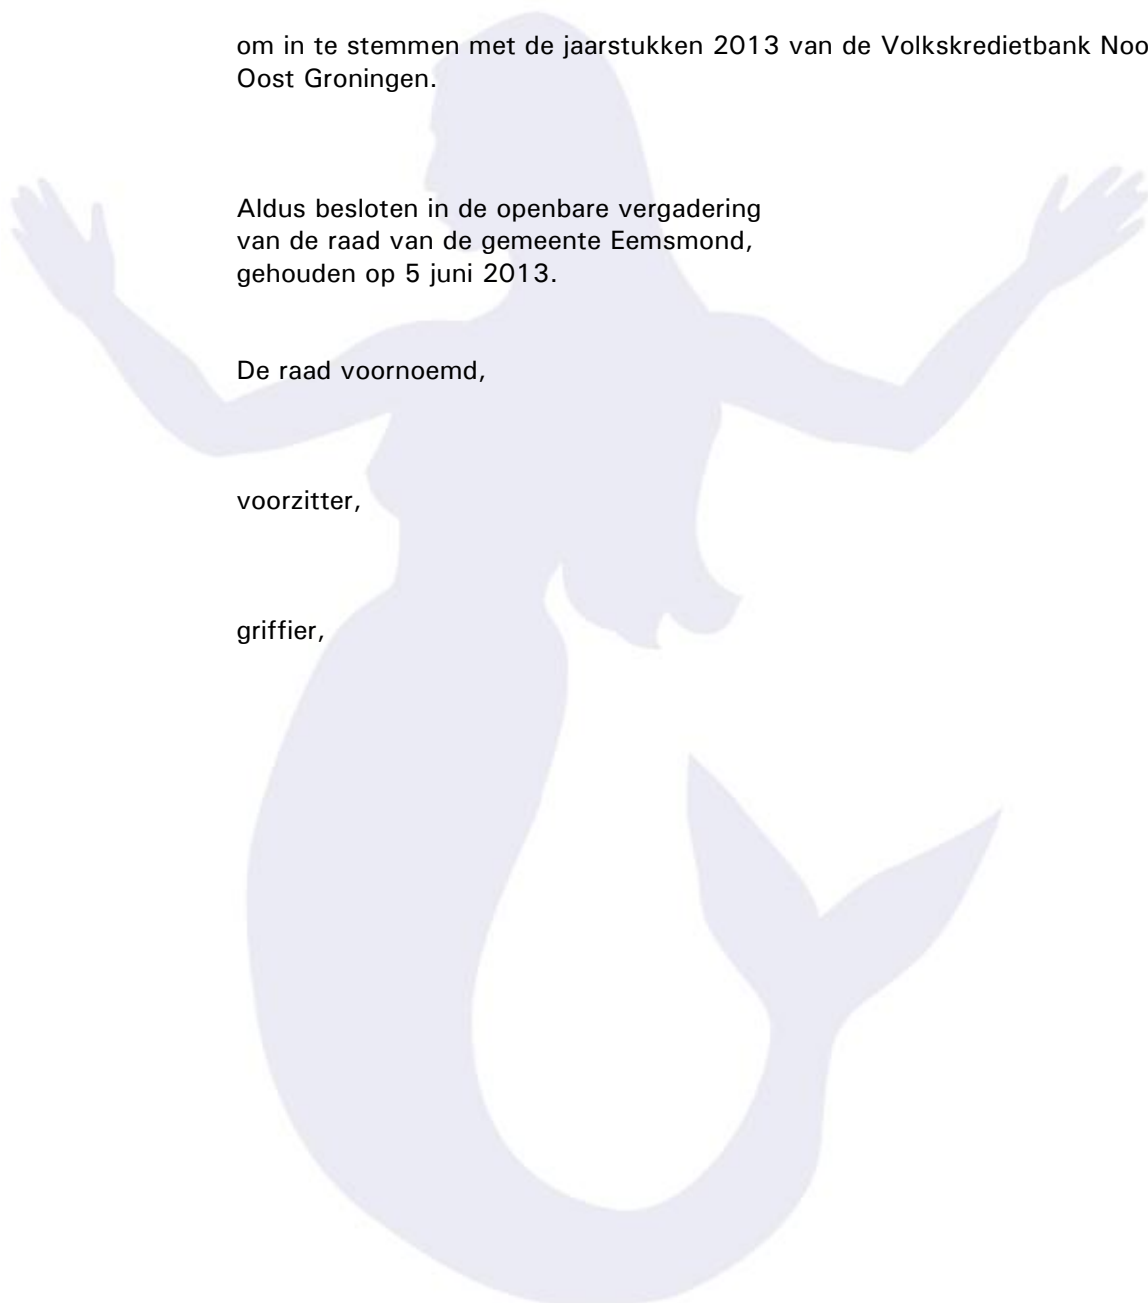 om in te stemmen met de jaarstukken 2013 van de Volkskredietbank
Oost Groningen.
Aldus besloten in de openbare vergadering
van de raad van de gemeente Eemsmond,
gehouden op 5 juni 2013.
De raad voornoemd,
voorzitter,
griffier,